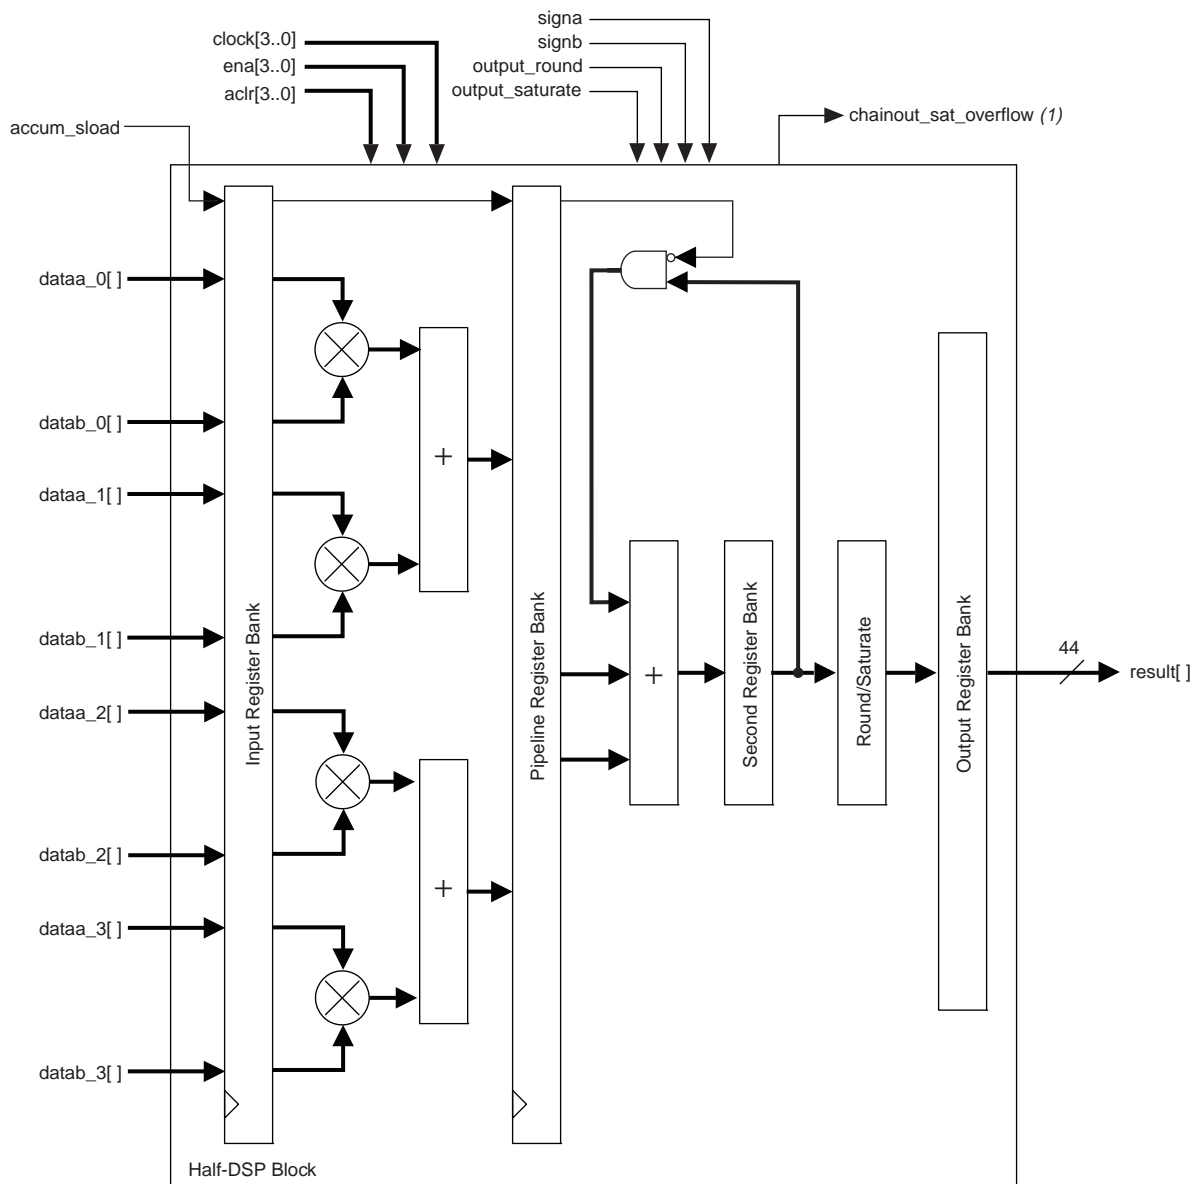 signa
clock[3..0]
signb
ena[3..0]
output_round
aclr[3..0]
output_saturate
chainout_sat_overflow (1)
accum_sload
dataa_0[ ]
datab_0[ ]
+
dataa_1[ ]
datab_1[ ]
Input Register Bank
Pipeline Register Bank
+
Second Register Bank
Round/Saturate
Output Register Bank
44
result[ ]
dataa_2[ ]
datab_2[ ]
+
dataa_3[ ]
datab_3[ ]
Half-DSP Block